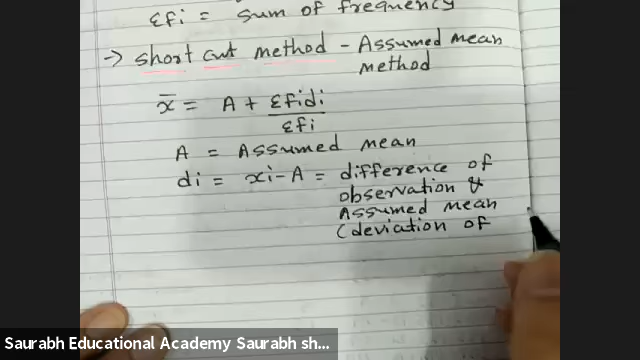 Σfi = sum of frequency
→ short cut method - Assumed mean
method
x̄ = A + Σfidi
Σfi
A = Assumed mean
di = xi-A = difference of
observation &
Assumed mean
(deviation of
Saurabh Educational Academy Saurabh sh...